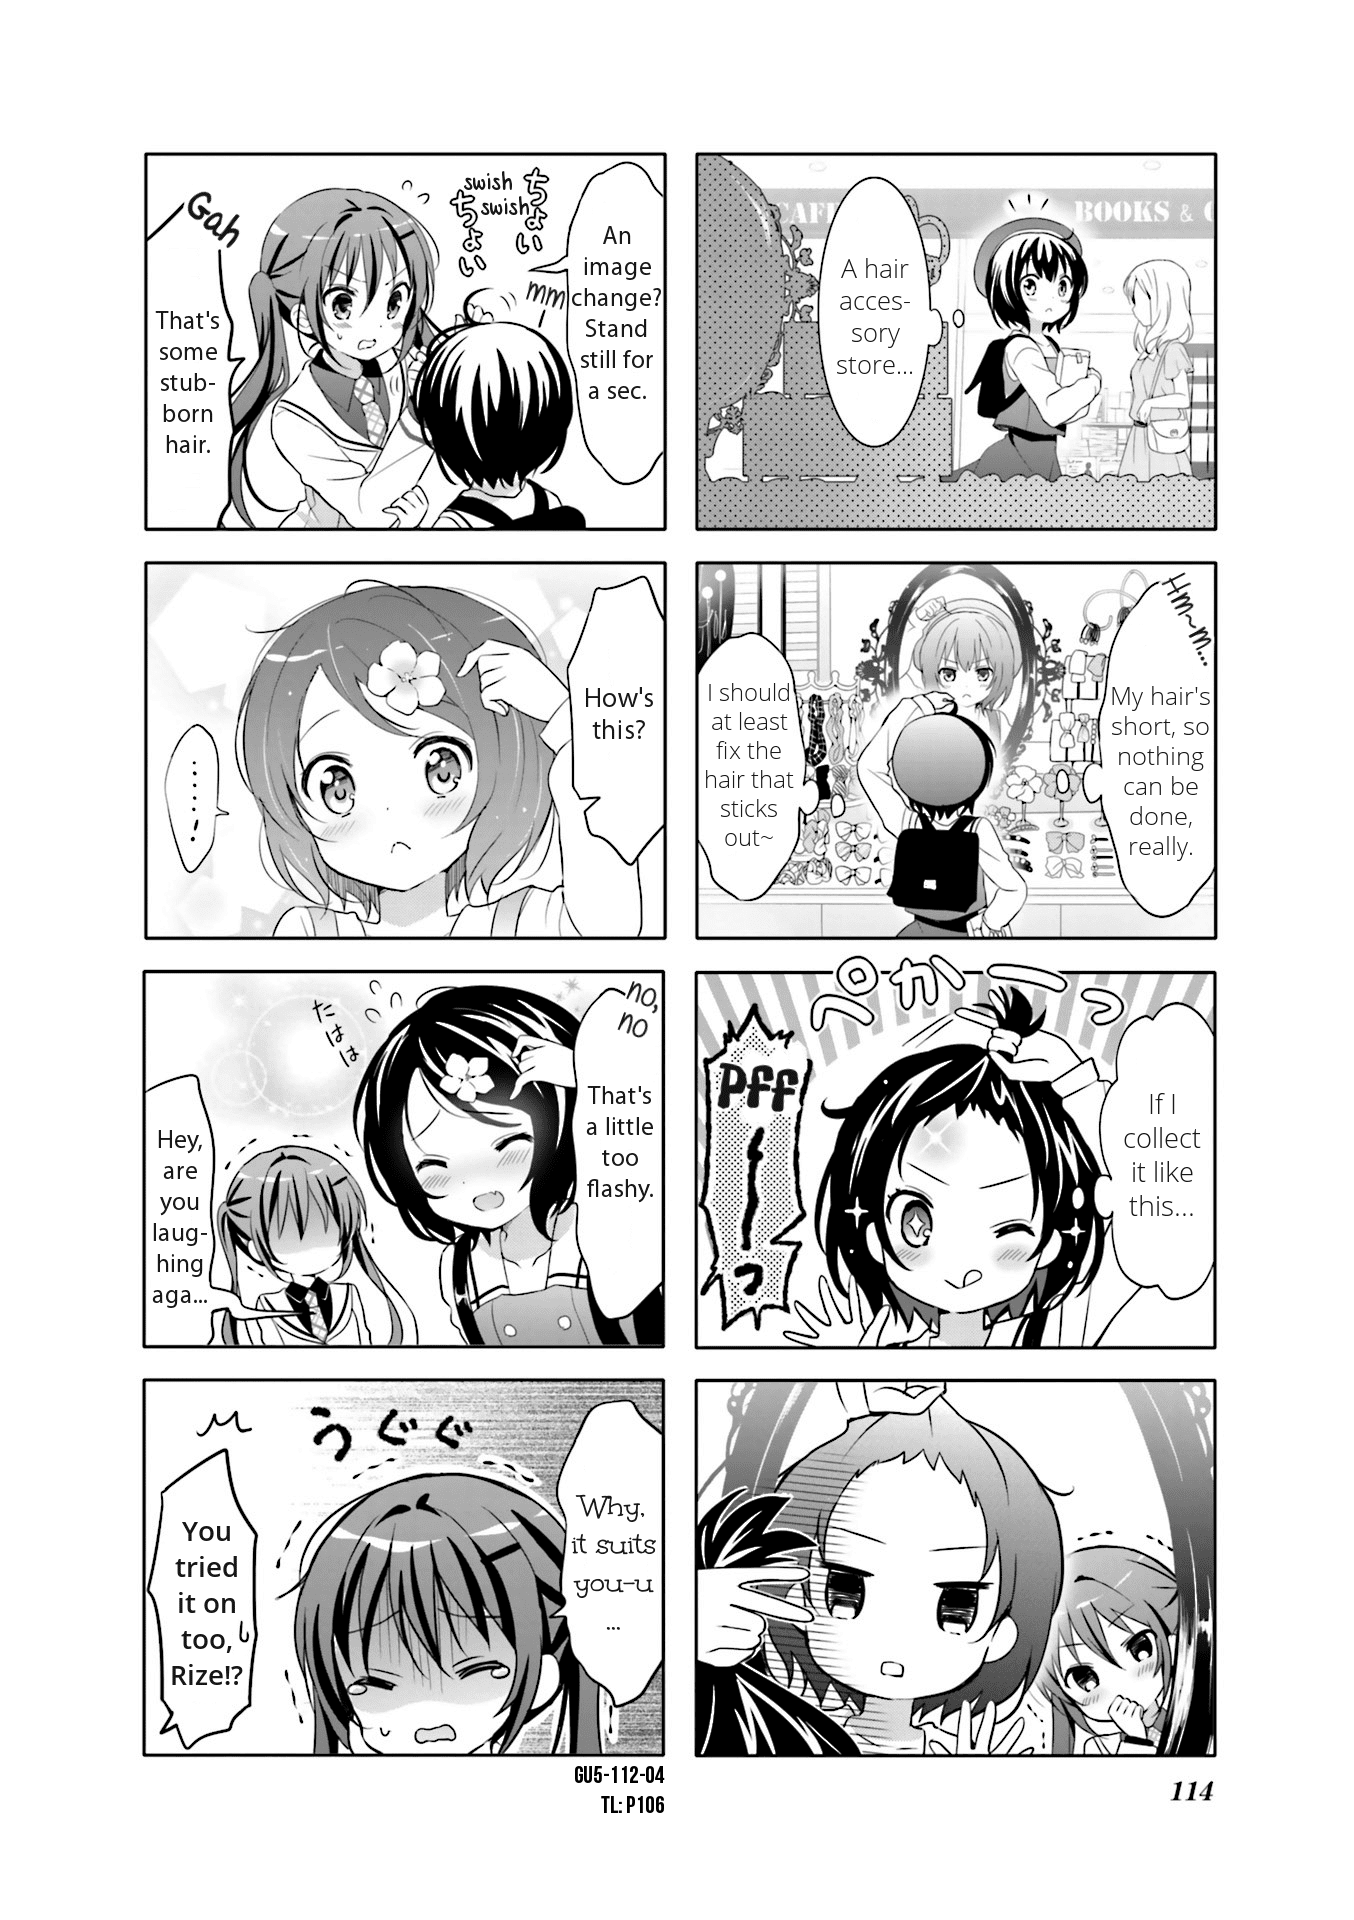 CAFE
BOOKS & C
A hair
acces-
sory
store...
Hm~m...
My hair's
short, so
nothing
can be
done,
really.
I should
at least
fix the
hair that
sticks
out~
ぺかーっ
If I
collect
it like
this...
Pff
ーっ
114
An
image
change?
Stand
still for
a sec.
ちょい
ちょい
swish
swish
mm
Gah
That's
some
stub-
born
hair.
How's
this?
......!
no,
no
That's
a little
too
flashy.
たはは
Hey,
are
you
laug-
hing
aga...
Why,
it suits
you-u
...
うぐぐ
You
tried
it on
too,
Rize!?
GU5-112-04
TL: P106